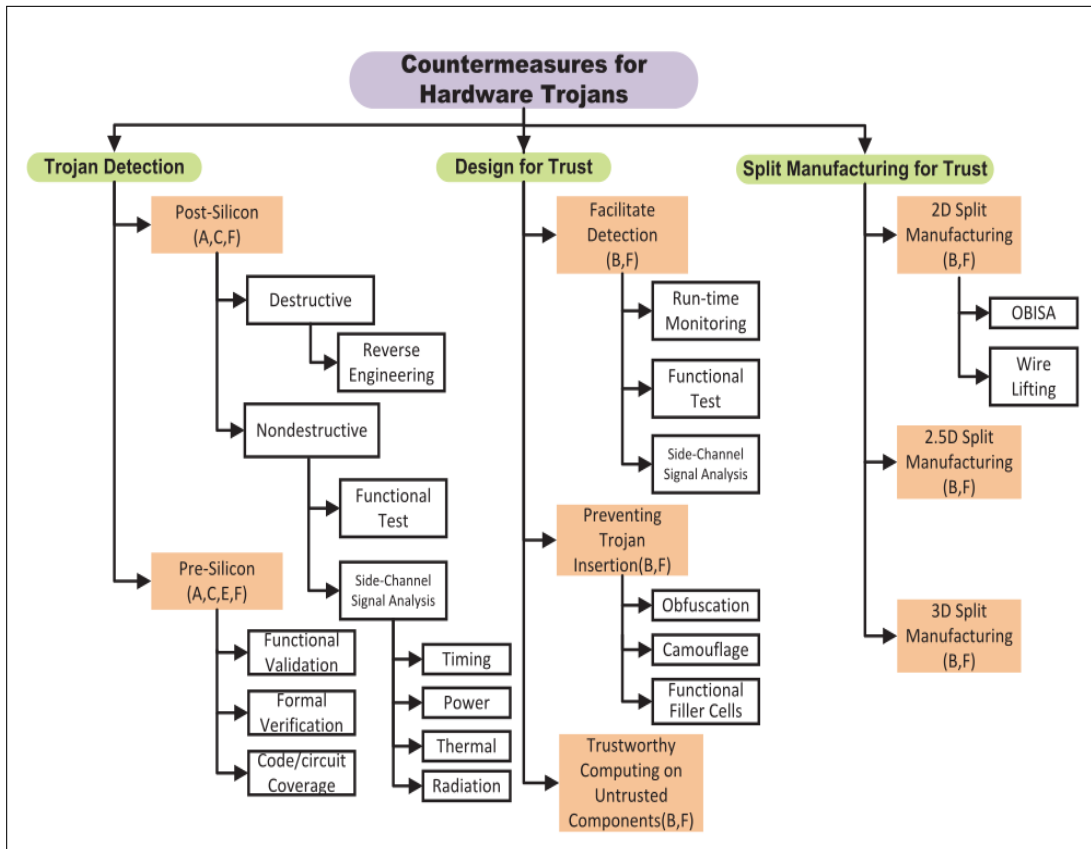 Countermeasures for
Hardware Trojans
Trojan Detection
Design for Trust
Split Manufacturing for Trust
Post-Silicon
(A,C,F)
Destructive
Reverse
Engineering
Nondestructive
Functional
Test
Side-Channel
Signal Analysis
Timing
Power
Thermal
Radiation
Pre-Silicon
(A,C,E,F)
Functional
Validation
Formal
Verification
Code/circuit
Coverage
Facilitate
Detection
(B,F)
Run-time
Monitoring
Functional
Test
Side-Channel
Signal Analysis
Preventing
Trojan
Insertion(B,F)
Obfuscation
Camouflage
Functional
Filler Cells
Trustworthy
Computing on
Untrusted
Components(B,F)
2D Split
Manufacturing
(B,F)
OBISA
Wire
Lifting
2.5D Split
Manufacturing
(B,F)
3D Split
Manufacturing
(B,F)